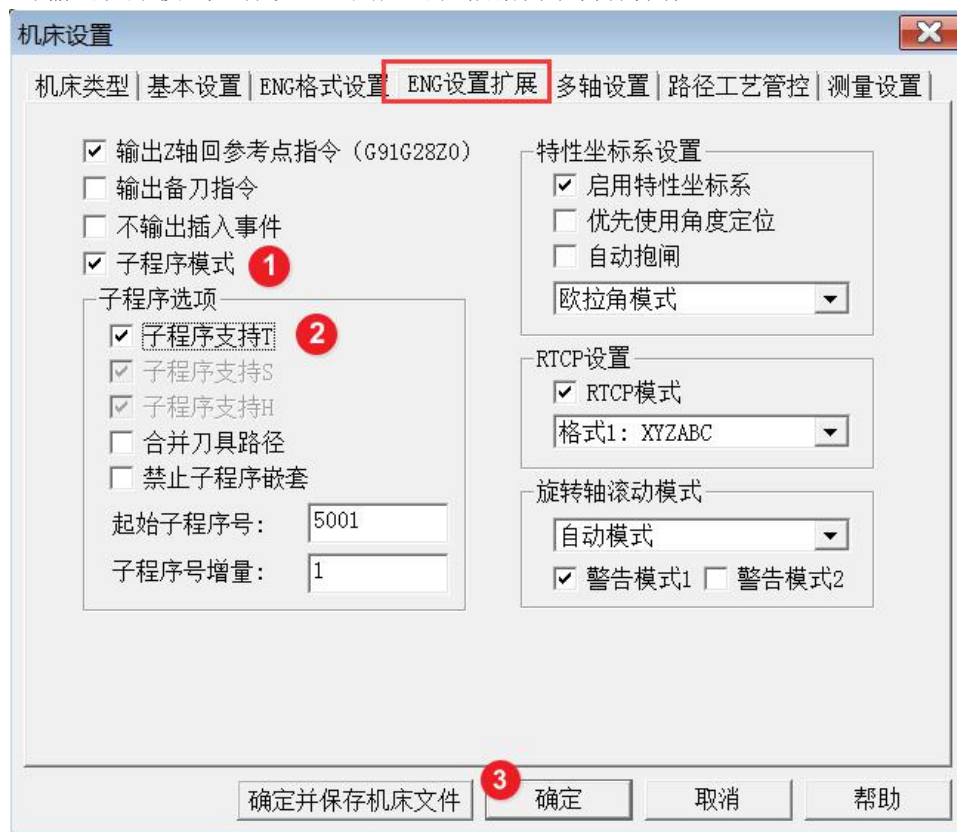 机床设置
机床类型 基本设置 ENG格式设置 ENG设置扩展 多轴设置 路径工艺管控 测量设置
输出Z轴回参考点指令（G91G28Z0）
输出备刀指令
不输出插入事件
子程序模式 1
子程序选项
子程序支持T 2
子程序支持S
子程序支持H
合并刀具路径
禁止子程序嵌套
起始子程序号: 5001
子程序号增量: 1
特性坐标系设置
启用特性坐标系
优先使用角度定位
自动抱闸
欧拉角模式
RTCP设置
RTCP模式
格式1: XYZABC
旋转轴滚动模式
自动模式
警告模式1 警告模式2
3
确定并保存机床文件 确定 取消 帮助